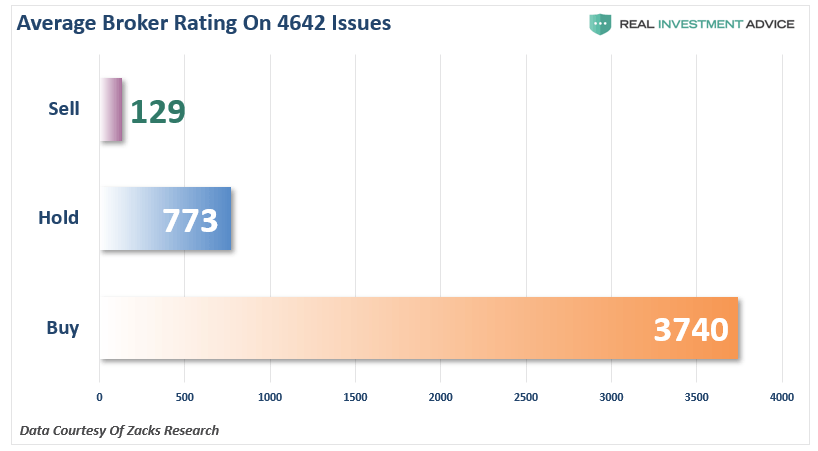 Average Broker Rating On 4642 Issues
REAL INVESTMENT ADVICE
Sell
129
Hold
773
Buy
3740
0 500 1000 1500 2000 2500 3000 3500 4000
Data Courtesy Of Zacks Research